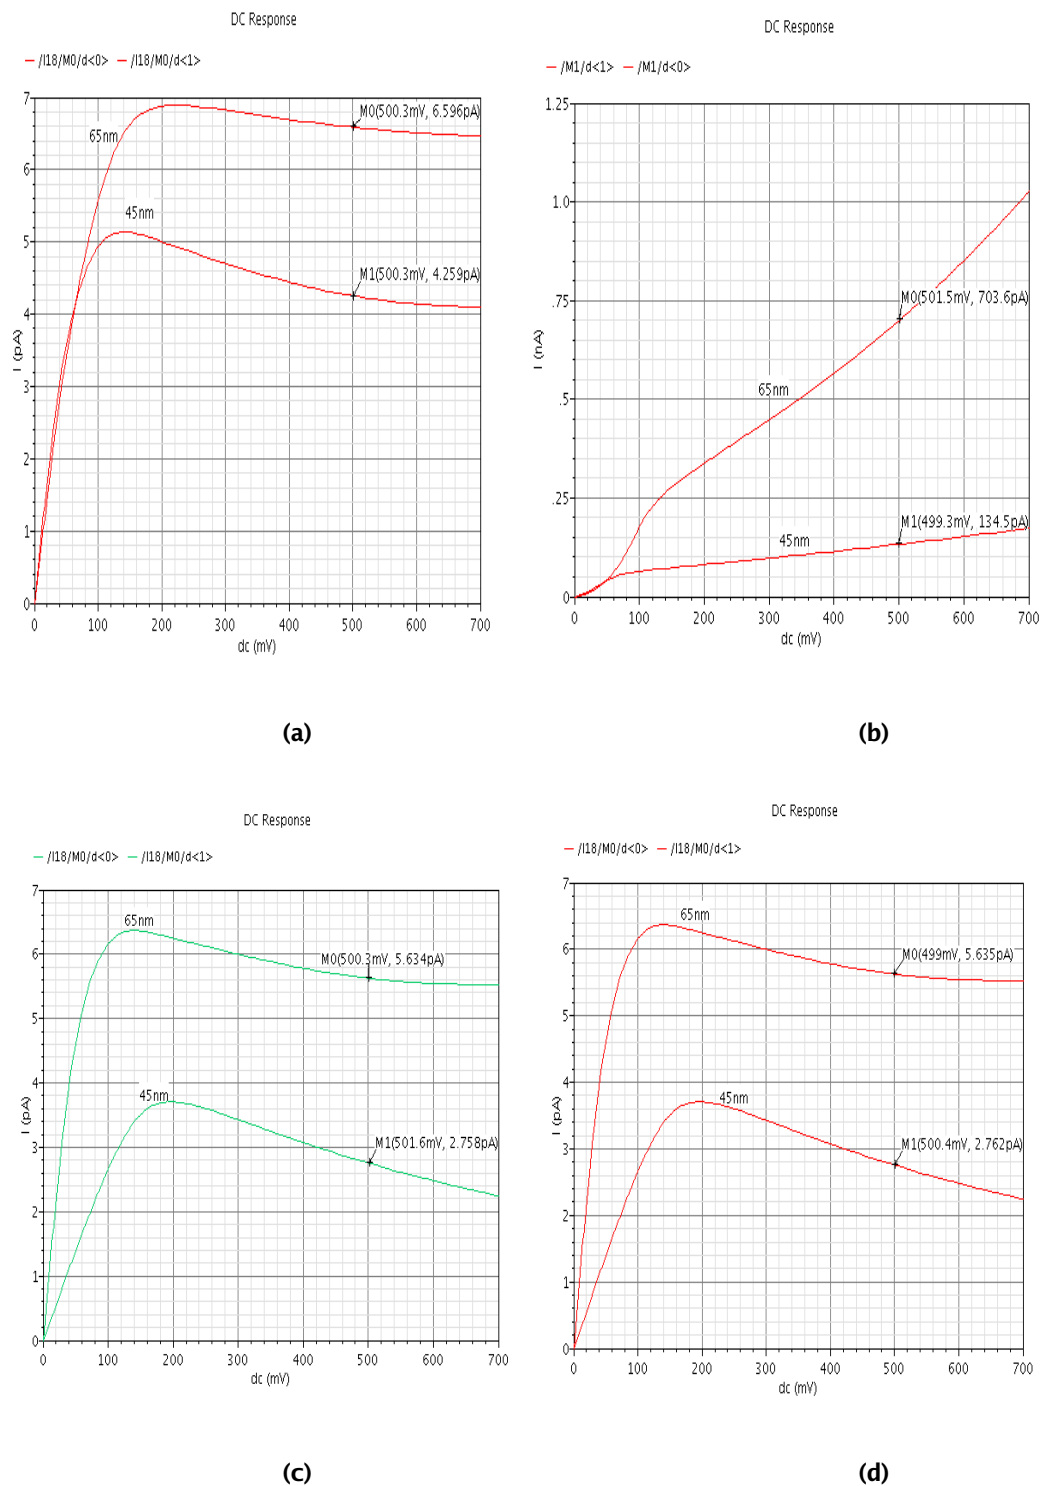 DC Response
— /I18/M0/d<0> — /I18/M0/d<1>
7
6
5
4
3
2
1
0
I (pA)
65nm
45nm
M0(500.3mV, 6.596pA)
M1(500.3mV, 4.259pA)
0 100 200 300 400 500 600 700
dc (mV)
(a)
DC Response
— /M1/d<1> — /M1/d<0>
1.25
1.0
.75
.5
.25
0
I (nA)
M0(501.5mV, 703.6pA)
65nm
M1(499.3mV, 134.5pA)
45nm
0 100 200 300 400 500 600 700
dc (mV)
(b)
DC Response
— /I18/M0/d<0> — /I18/M0/d<1>
7
6
5
4
3
2
1
0
I (pA)
65nm
M0(500.3mV, 5.634pA)
45nm
M1(501.6mV, 2.758pA)
0 100 200 300 400 500 600 700
dc (mV)
(c)
DC Response
— /I18/M0/d<0> — /I18/M0/d<1>
7
6
5
4
3
2
1
0
I (pA)
65nm
M0(499mV, 5.635pA)
45nm
M1(500.4mV, 2.762pA)
0 100 200 300 400 500 600 700
dc (mV)
(d)